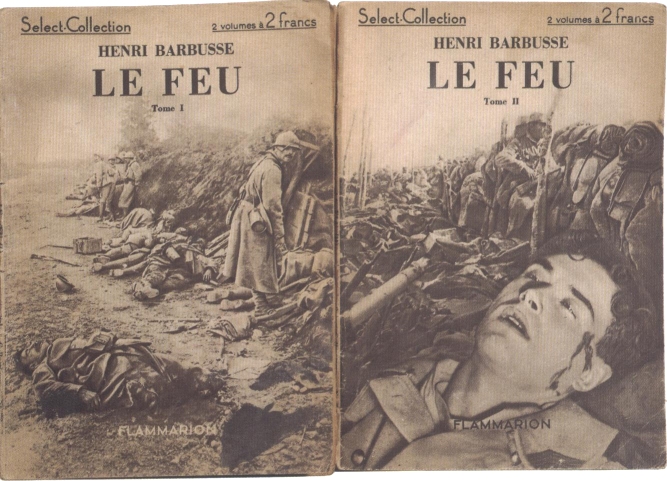 Select-Collection
2 volumes à 2 francs
HENRI BARBUSSE
LE FEU
Tome I
FLAMMARION
Select-Collection
2 volumes à 2 francs
HENRI BARBUSSE
LE FEU
Tome II
FLAMMARION